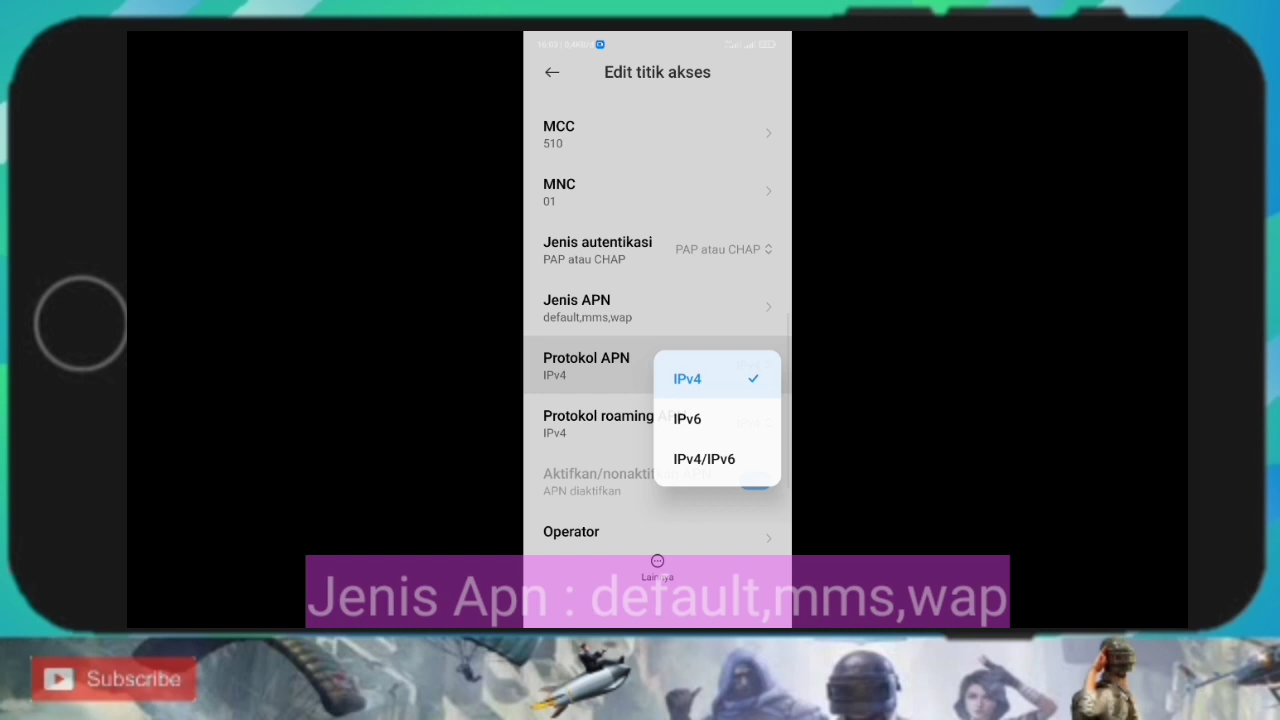 Edit titik akses
MCC
510
MNC
01
Jenis autentikasi
PAP atau CHAP
PAP atau CHAP
Jenis APN
default,mms,wap
Protokol APN
IPv4
IPv4
IPv6
IPv4/IPv6
Protokol roaming
IPv4
Aktifkan/nonaktifkan APN
APN diaktifkan
Operator
Lainnya
Jenis Apn : default,mms,wap
Subscribe